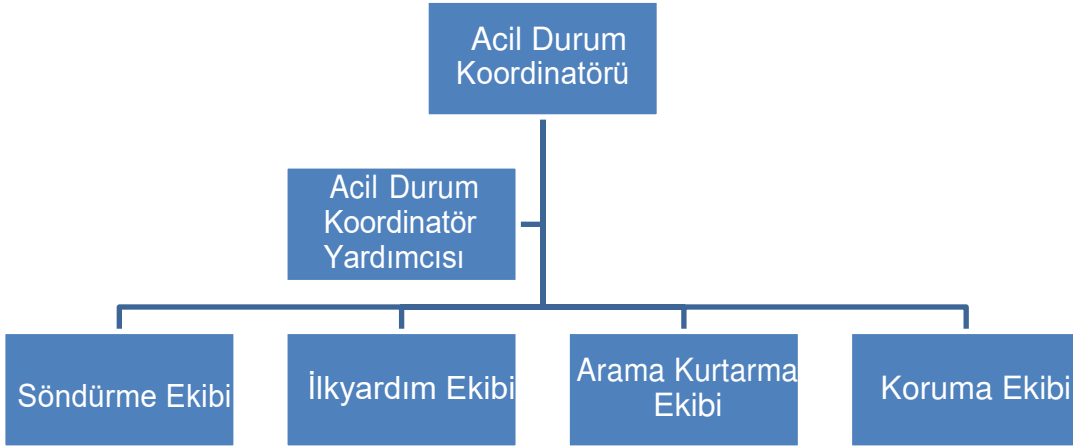 Acil Durum
Koordinatörü
Acil Durum
Koordinatör
Yardımcısı
Söndürme Ekibi
İlkyardım Ekibi
Arama Kurtarma
Ekibi
Koruma Ekibi